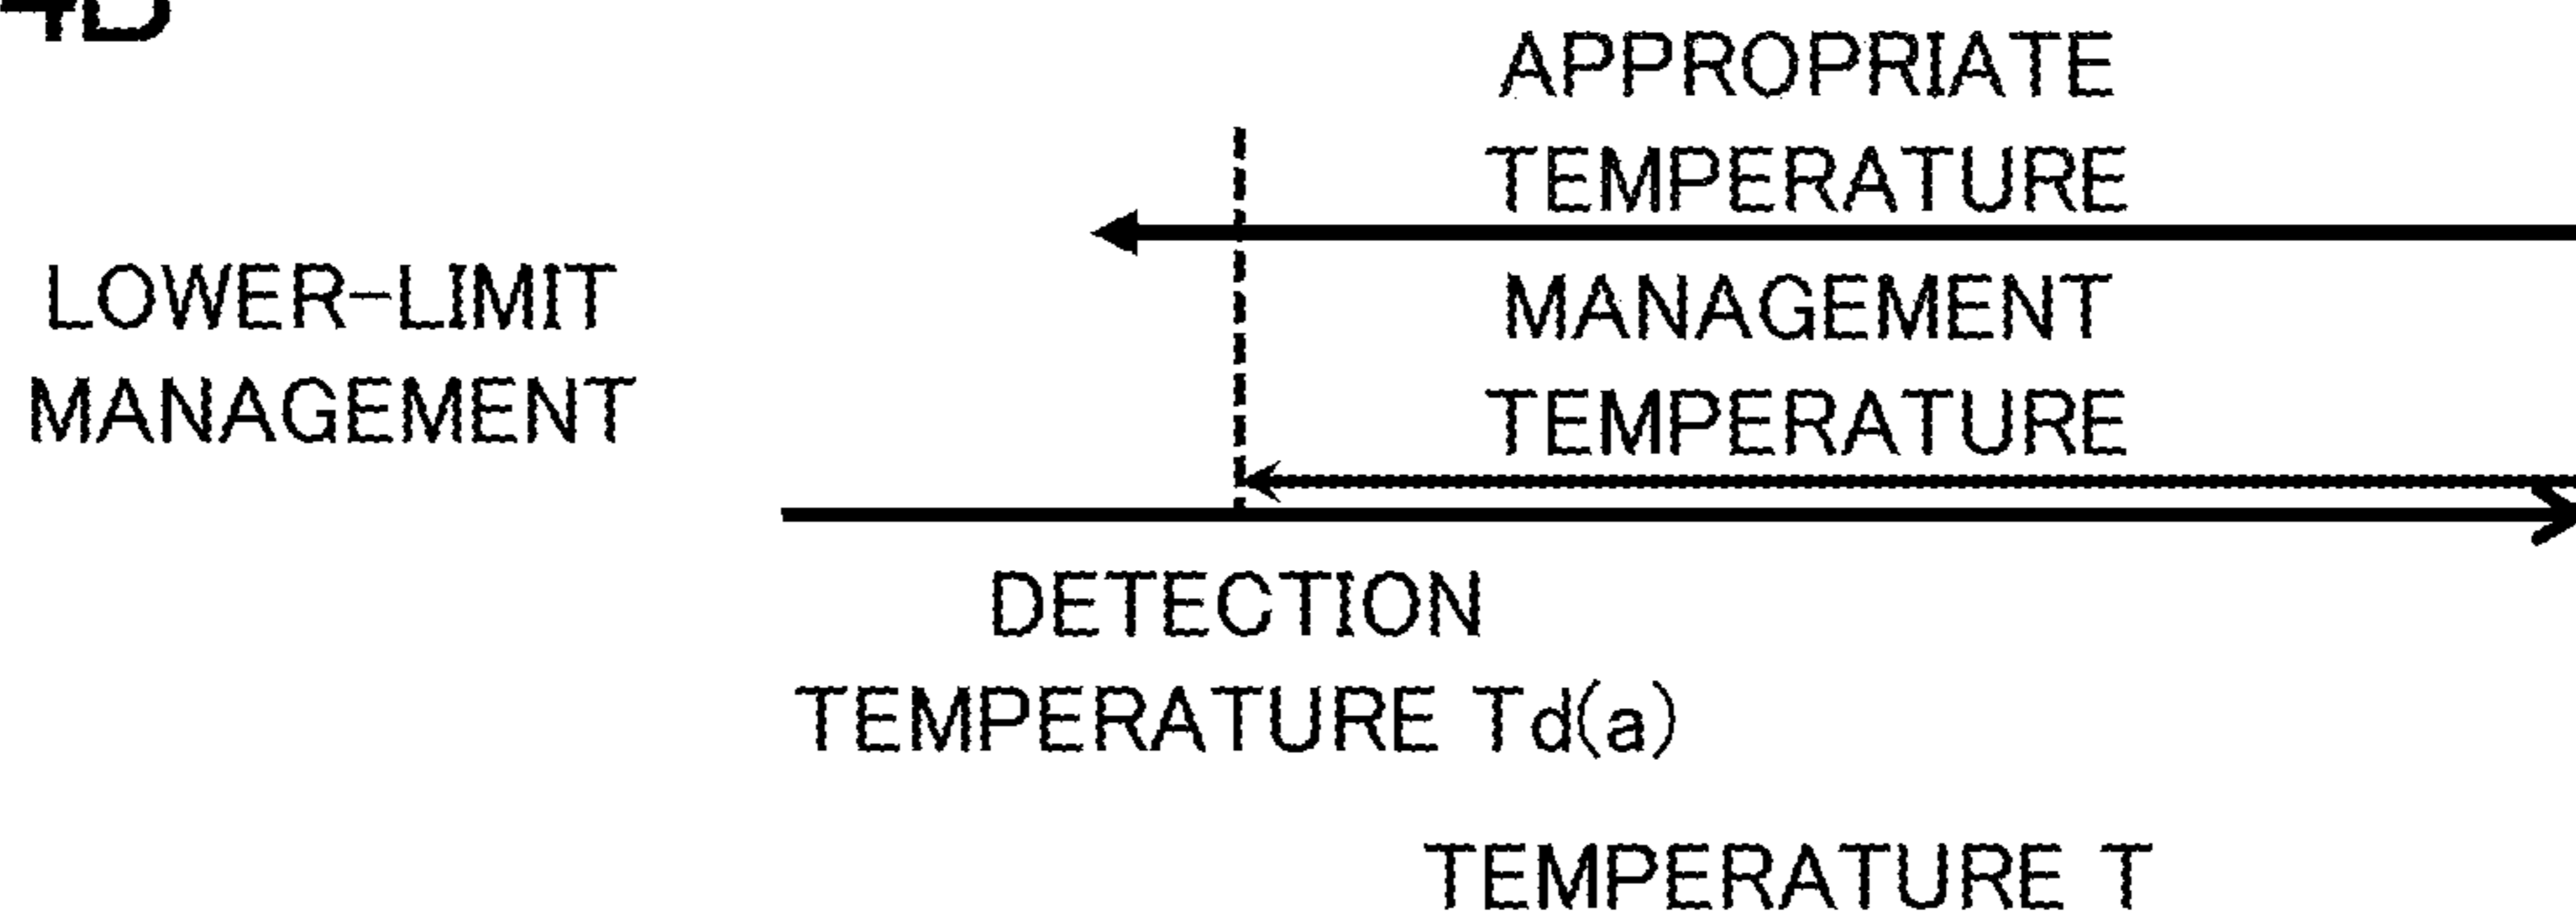 APPROPRIATE
TEMPERATURE
LOWER-LIMIT
MANAGEMENT
MANAGEMENT
TEMPERATURE
DETECTION
TEMPERATURE Td(a)
TEMPERATURE T